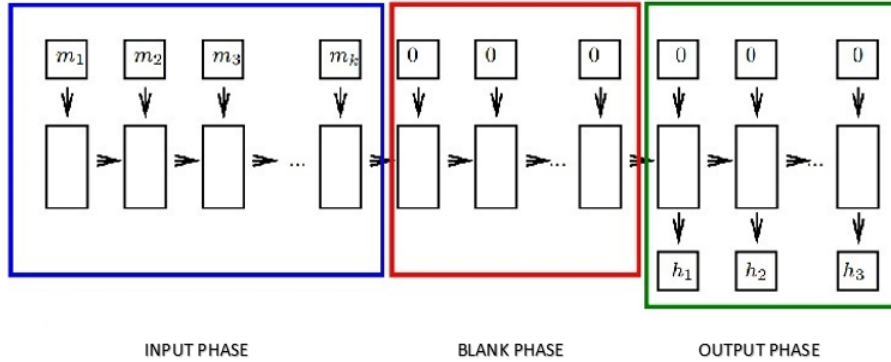 m₁ m₂ m₃ mₖ 0 0 0 0 0 0
... ... ...
h₁ h₂ h₃
INPUT PHASE BLANK PHASE OUTPUT PHASE